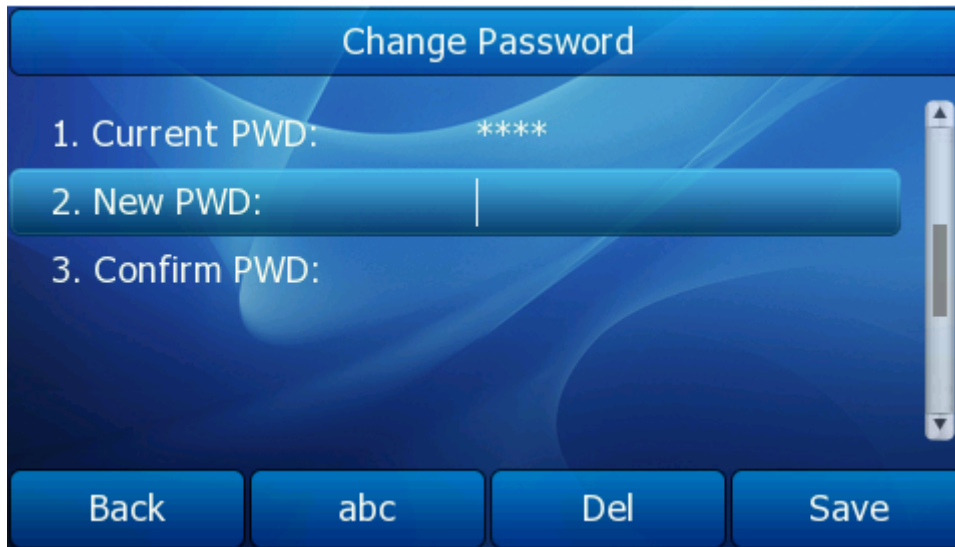 Change Password
1. Current PWD: ****
2. New PWD:
3. Confirm PWD:
Back abc Del Save